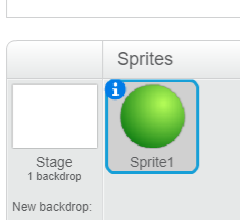 Sprites
Stage
1 backdrop
Sprite1
New backdrop: